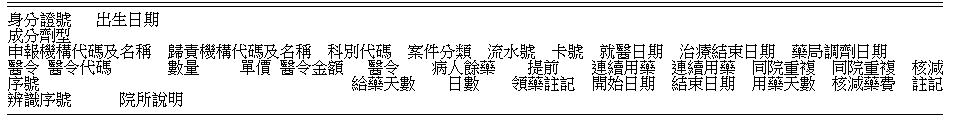 身分證號 出生日期
成分劑型
申報機構代碼及名稱 歸責機構代碼及名稱 科別代碼 案件分類 流水號 卡號 就醫日期 治療結束日期 藥局調劑日期
醫令 醫令代碼 數量 單價 醫令金額 醫令 病人餘藥 提前 連續用藥 連續用藥 同院重複 同院重複 核減
序號 給藥天數 日數 領藥註記 開始日期 結束日期 用藥天數 核減藥費 註記
辨識序號 院所說明